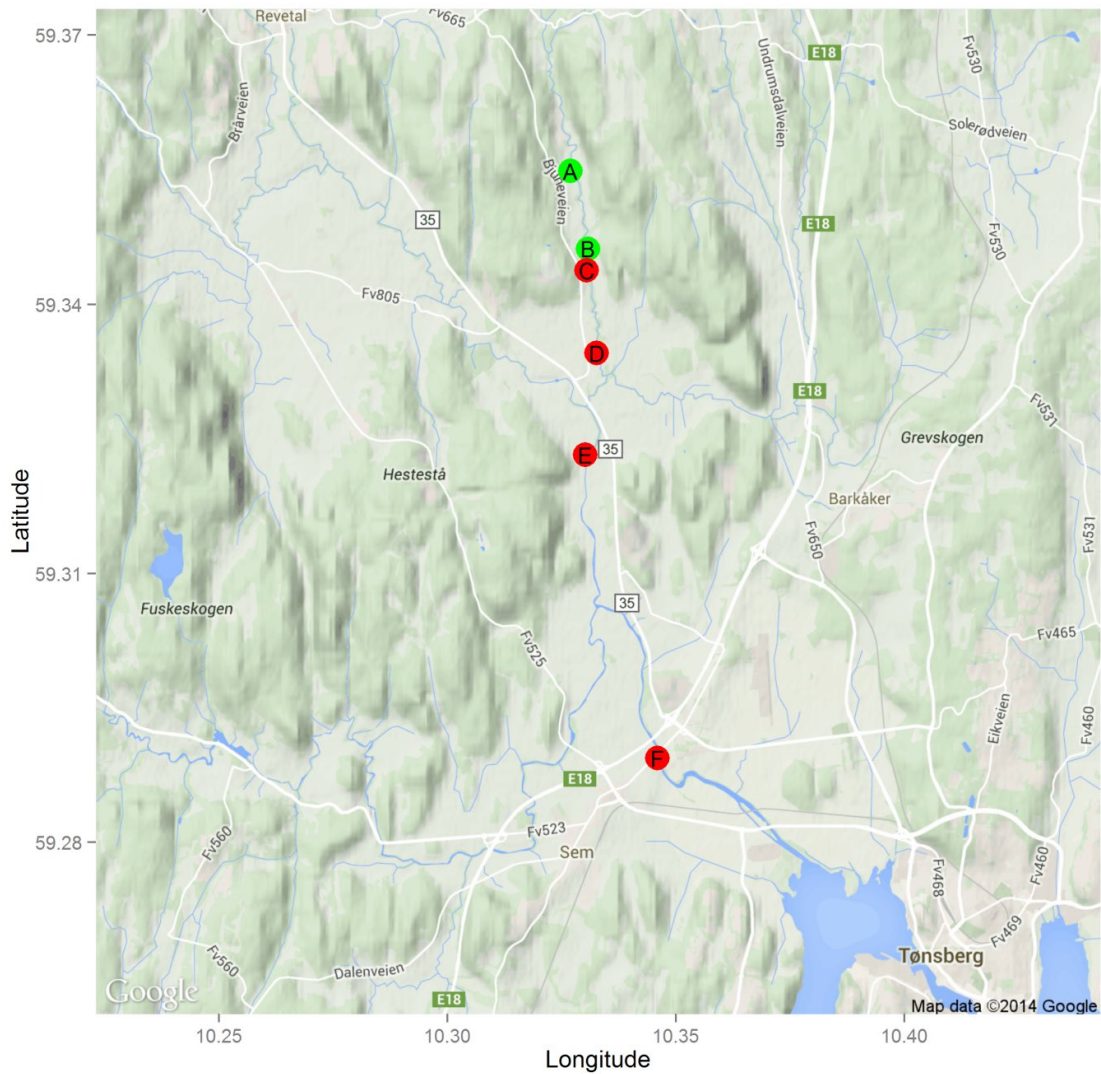 Revetal
Fv665
E18
59.37
Fv530
Undrumsdalveien
Brårveien
Solerødveien
A
Bjuneveien
35
E18
B
Fv530
C
59.34
Fv805
D
E18
Fv531
Grevskogen
E
35
Hestestå
Barkåker
Latitude
Fv650
Fv531
59.31
35
Fuskeskogen
Fv465
Fv525
Eikveien
Fv460
F
E18
Fv523
59.28
Fv560
Sem
Fv460
Fv468
Fv469
Tønsberg
Fv560
Dalenveien
Google
E18
Map data ©2014 Google
10.25
10.30
10.35
10.40
Longitude